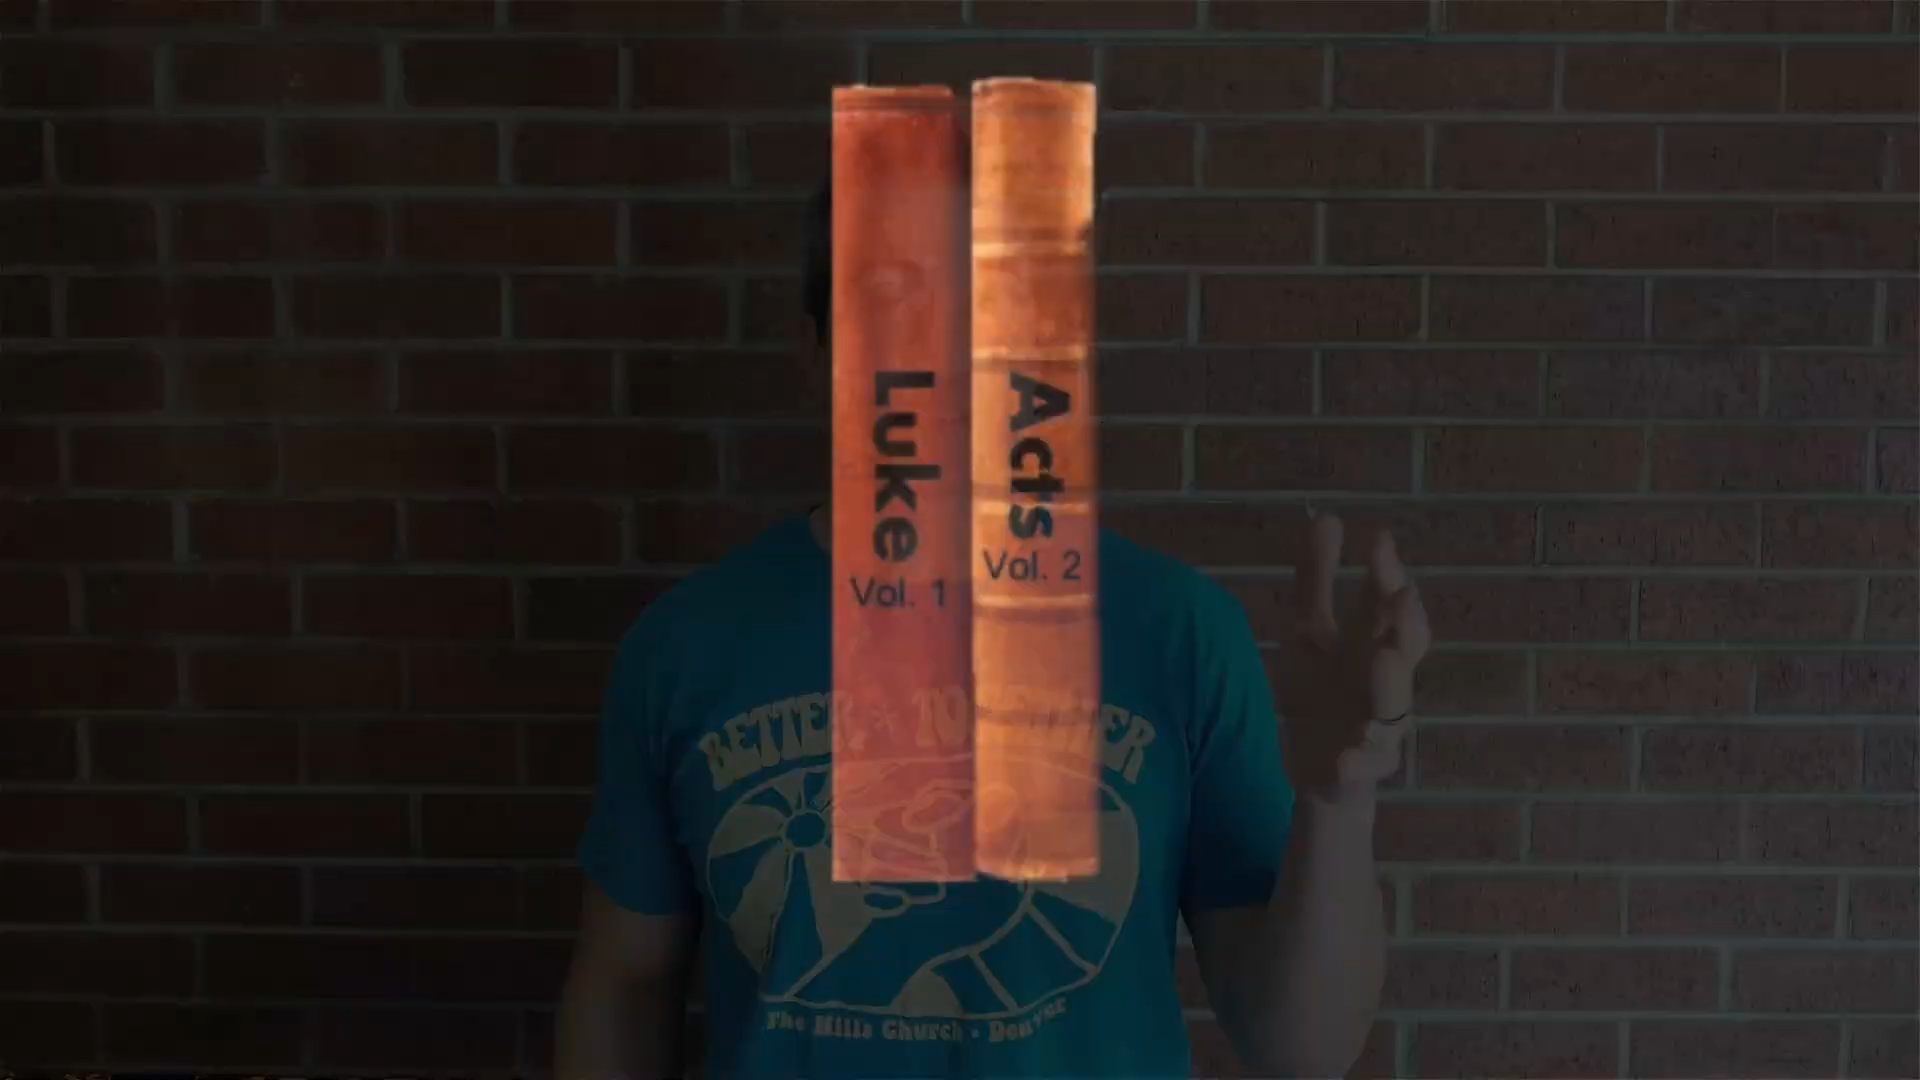 Luke
Vol. 1
Acts
Vol. 2
BETTER TOGETHER
The Hills Church - Denver